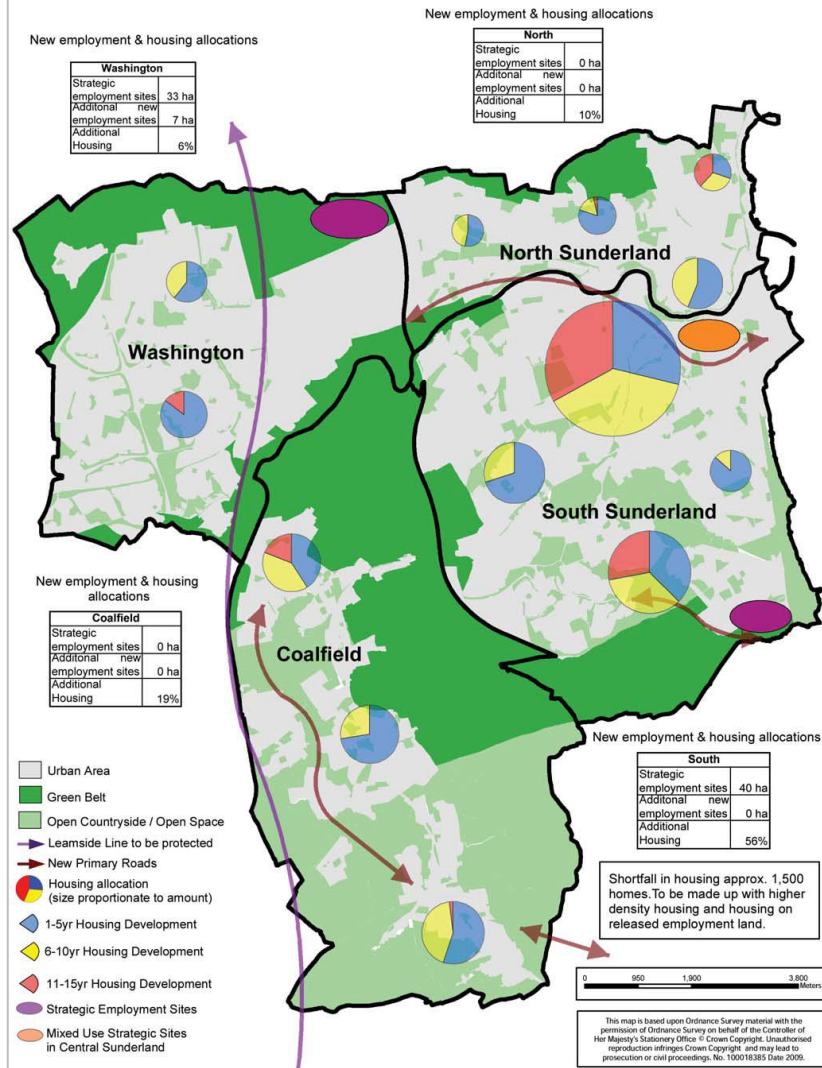 New employment & housing allocations
North
Strategic
employment sites 0 ha
Additonal new
employment sites 0 ha
Additional
Housing 10%
New employment & housing allocations
Washington
Strategic
employment sites 33 ha
Additonal new
employment sites 7 ha
Additional
Housing 6%
North Sunderland
Washington
South Sunderland
Coalfield
New employment & housing
allocations
Coalfield
Strategic
employment sites 0 ha
Additonal new
employment sites 0 ha
Additional
Housing 19%
New employment & housing allocations
South
Strategic
employment sites 40 ha
Additonal new
employment sites 0 ha
Additional
Housing 56%
Urban Area
Green Belt
Open Countryside / Open Space
Leamside Line to be protected
New Primary Roads
Housing allocation
(size proportionate to amount)
1-5yr Housing Development
6-10yr Housing Development
11-15yr Housing Development
Strategic Employment Sites
Mixed Use Strategic Sites
in Central Sunderland
Shortfall in housing approx. 1,500
homes.To be made up with higher
density housing and housing on
released employment land.
0 950 1,900 3,800
Meters
This map is based upon Ordnance Survey material with the
permission of Ordnance Survey on behalf of the Controller of
Her Majesty's Stationery Office © Crown Copyright. Unauthorised
reproduction infringes Crown Copyright and may lead to
prosecution or civil proceedings. No. 100018385 Date 2009.